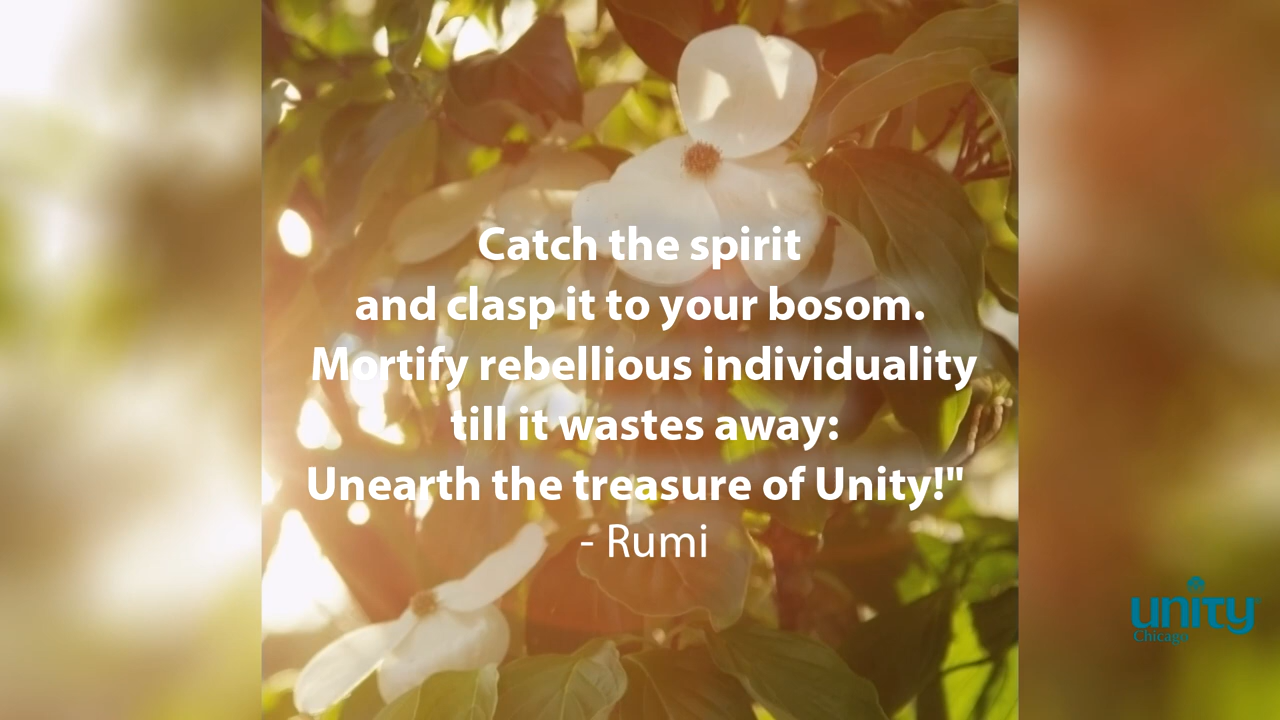 Catch the spirit
and clasp it to your bosom.
Mortify rebellious individuality
till it wastes away:
Unearth the treasure of Unity!"
- Rumi
unity
Chicago